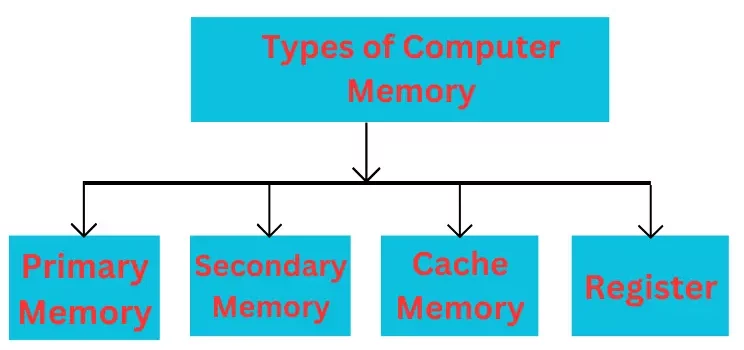 Types of Computer
Memory
Primary
Memory
Secondary
Memory
Cache
Memory
Register